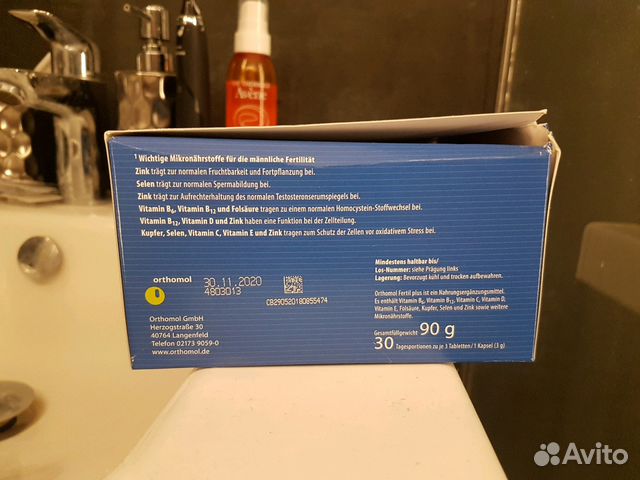 Avène
¹ Wichtige Mikronährstoffe für die männliche Fertilität
Zink trägt zur normalen Fruchtbarkeit und Fortpflanzung bei.
Selen trägt zur normalen Spermabildung bei.
Zink trägt zur Aufrechterhaltung des normalen Testosteronserumspiegels bei.
Vitamin B₆, Vitamin B₁₂ und Folsäure tragen zu einem normalen Homocystein-Stoffwechsel bei.
Vitamin B₁₂, Vitamin D und Zink haben eine Funktion bei der Zellteilung.
Kupfer, Selen, Vitamin C, Vitamin E und Zink tragen zum Schutz der Zellen vor oxidativem Stress bei.
orthomol
30.11.2020
4803013
CB290520180855474
Orthomol GmbH
Herzogstraße 30
40764 Langenfeld
Telefon 02173 9059-0
www.orthomol.de
Mindestens haltbar bis/
Los-Nummer: siehe Prägung links
Lagerung: Bevorzugt kühl und trocken aufbewahren.
Orthomol Fertil plus ist ein Nahrungsergänzungsmittel.
Es enthält Vitamin B₆, Vitamin B₁₂, Vitamin C, Vitamin D,
Vitamin E, Folsäure, Kupfer, Selen und Zink sowie weitere
Mikronährstoffe.
Gesamtfüllgewicht 90 g
30 Tagesportionen zu je 3 Tabletten/1 Kapsel (3 g)
Avito